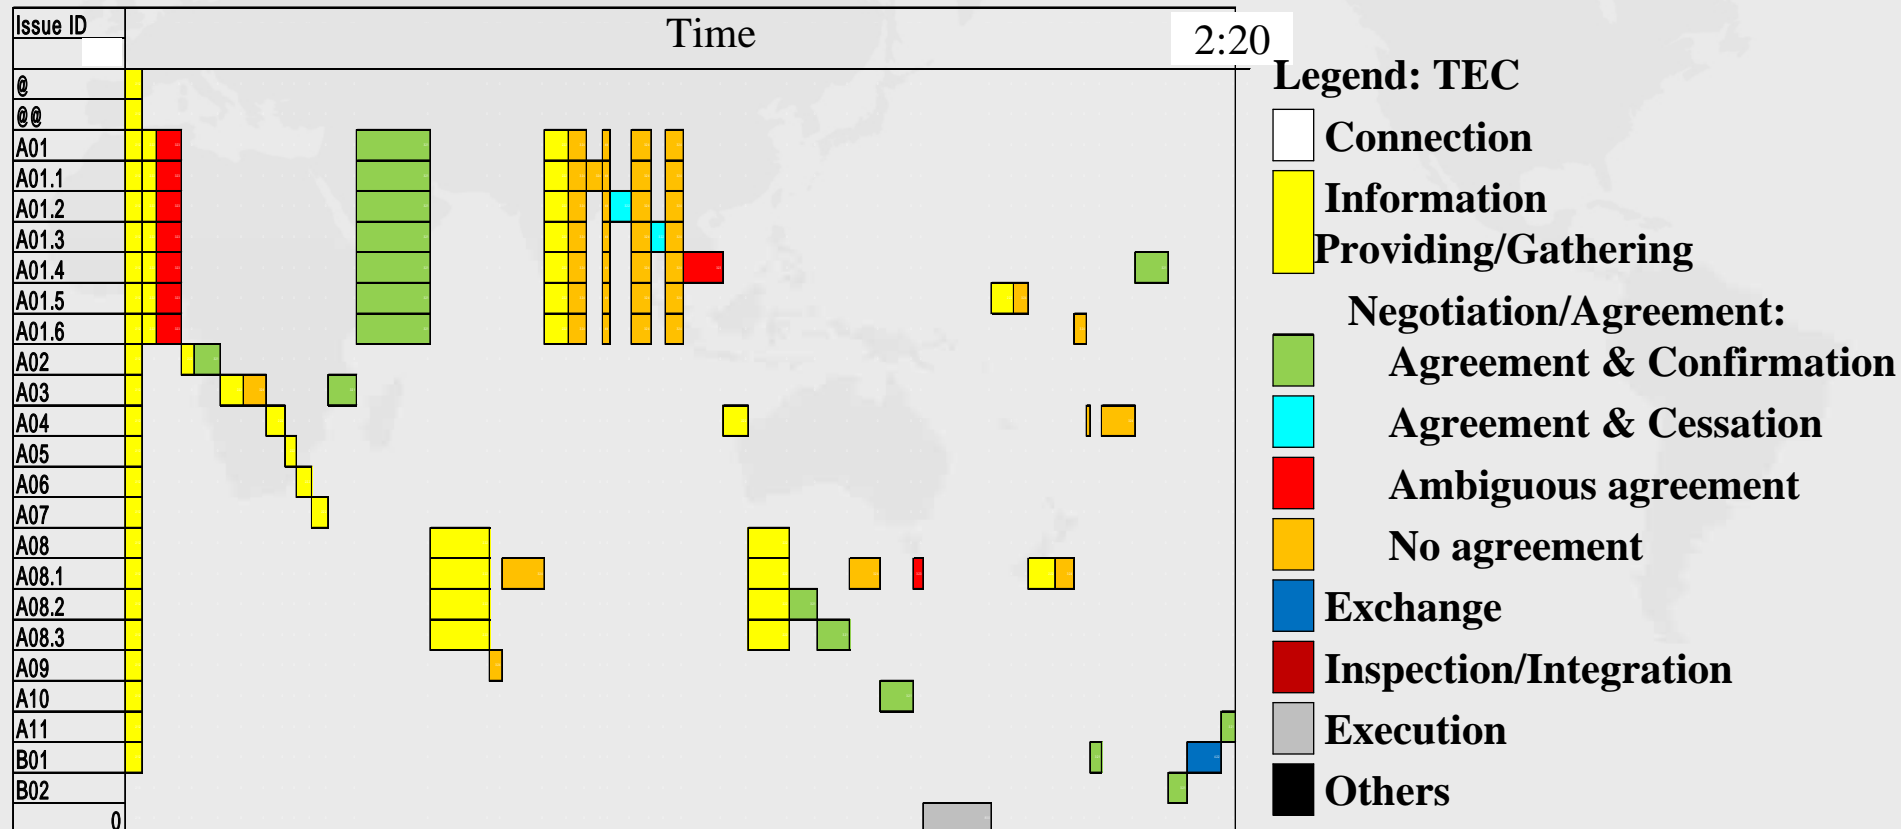 Issue ID
Time
2:20
@
@@
A01
A01.1
A01.2
A01.3
A01.4
A01.5
A01.6
A02
A03
A04
A05
A06
A07
A08
A08.1
A08.2
A08.3
A09
A10
A11
B01
B02
0
Legend: TEC
Connection
Information
Providing/Gathering
Negotiation/Agreement:
Agreement & Confirmation
Agreement & Cessation
Ambiguous agreement
No agreement
Exchange
Inspection/Integration
Execution
Others